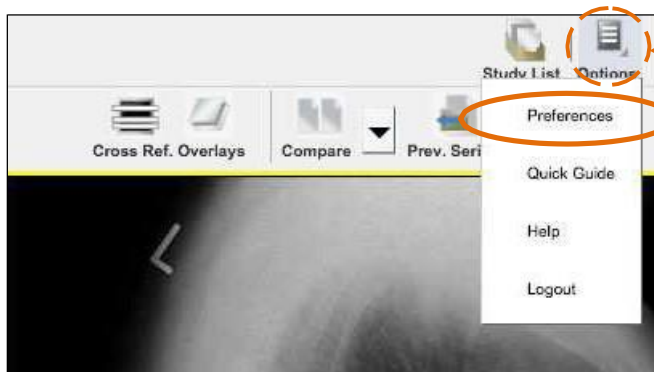 Study List Options
Cross Ref. Overlays Compare Prev. Seri
Preferences
Quick Guide
Help
Logout